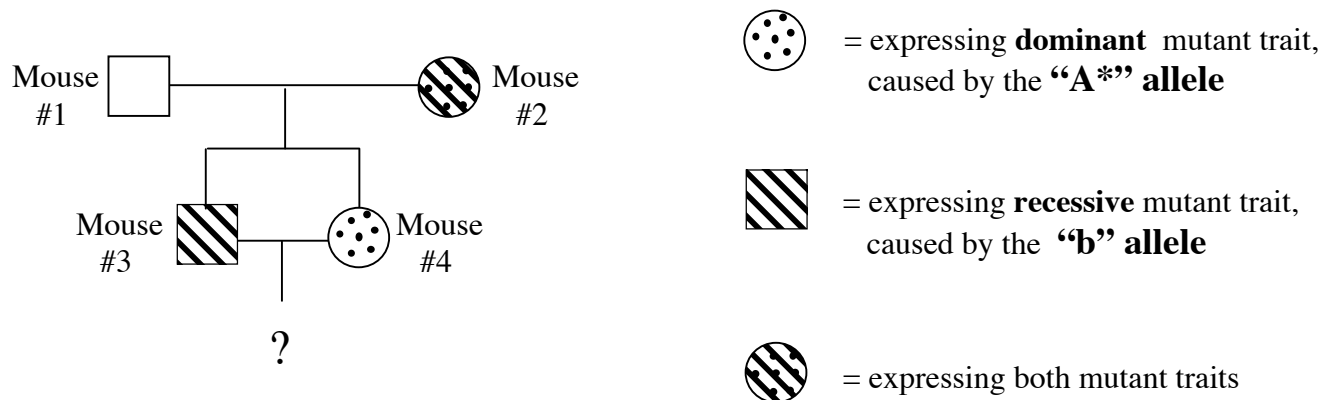 Mouse
#1
Mouse
#2
Mouse
#3
Mouse
#4
?
= expressing dominant mutant trait,
caused by the “A*” allele
= expressing recessive mutant trait,
caused by the “b” allele
= expressing both mutant traits